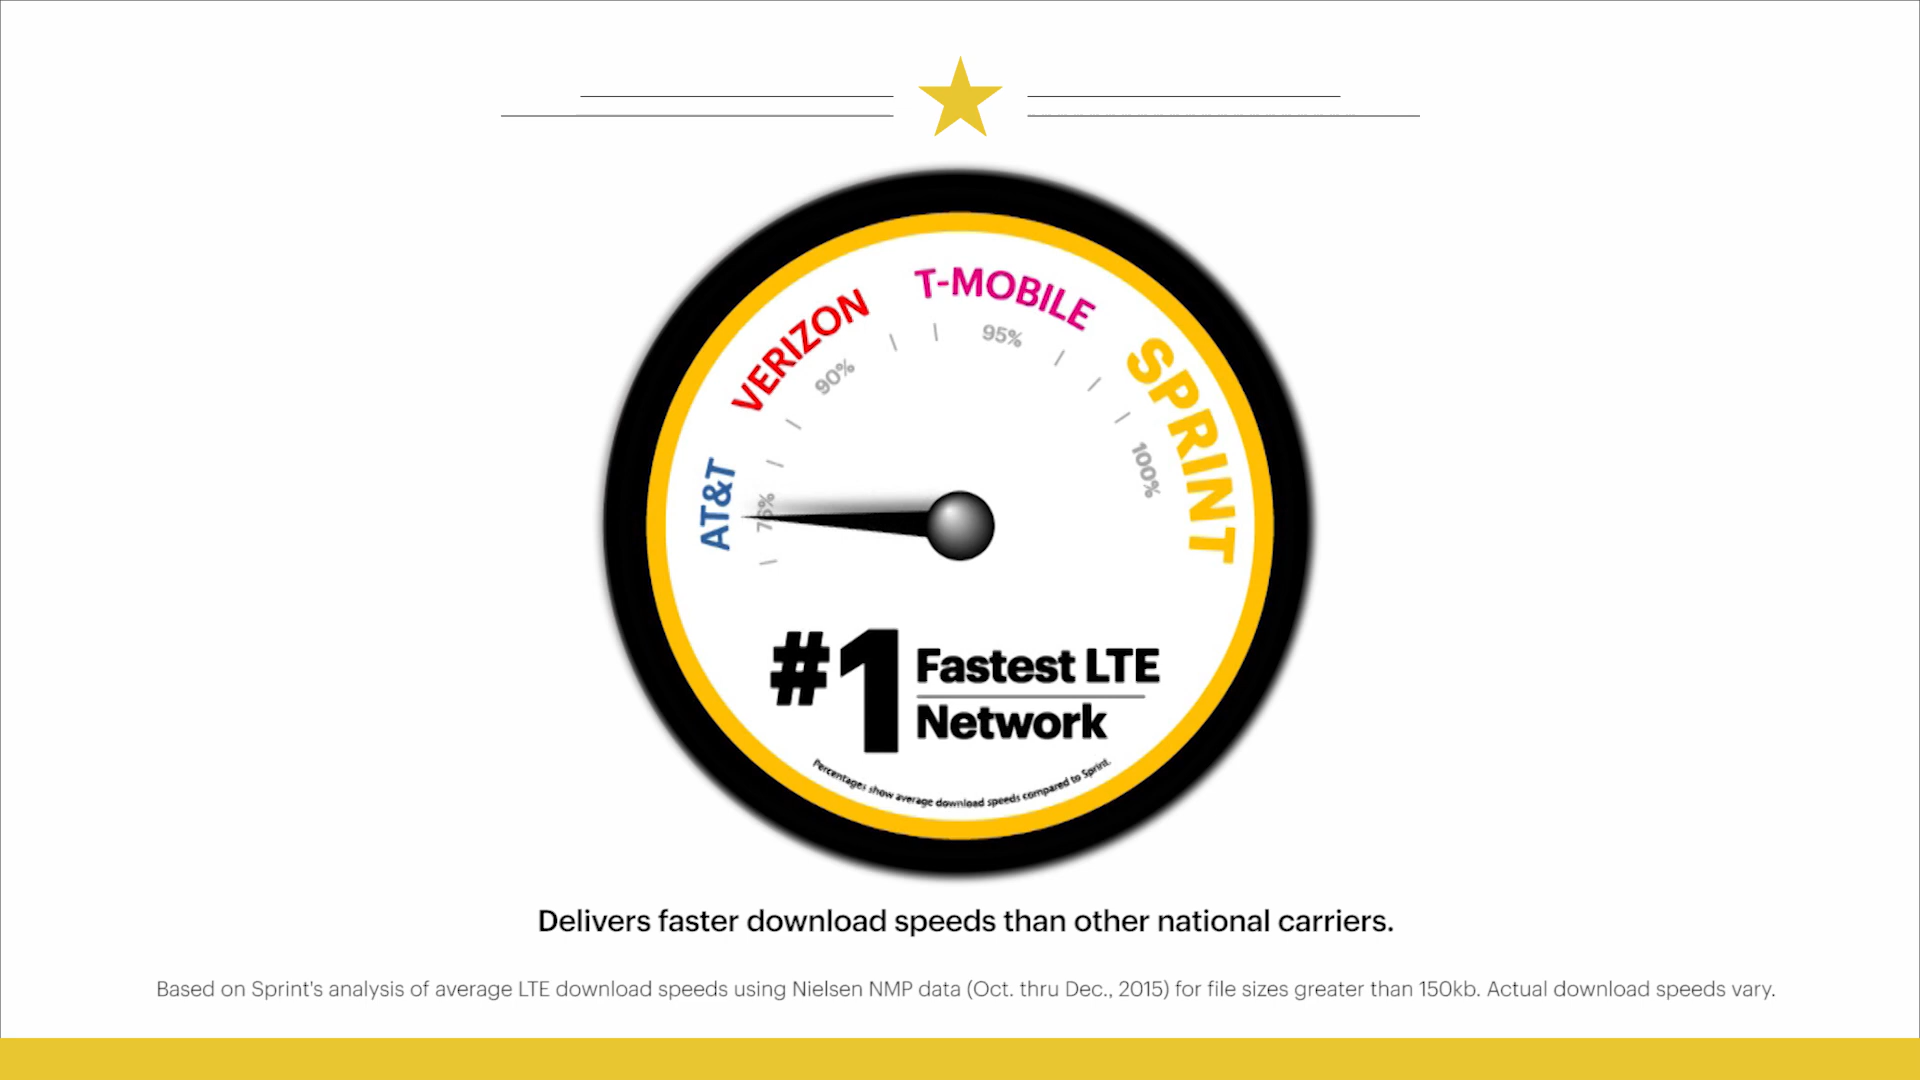 AT&T
VERIZON
T-MOBILE
SPRINT
90%
95%
100%
#1 Fastest LTE
Network
Percentages show average download speeds compared to Sprint.
Delivers faster download speeds than other national carriers.
Based on Sprint's analysis of average LTE download speeds using Nielsen NMP data (Oct. thru Dec., 2015) for file sizes greater than 150kb. Actual download speeds vary.